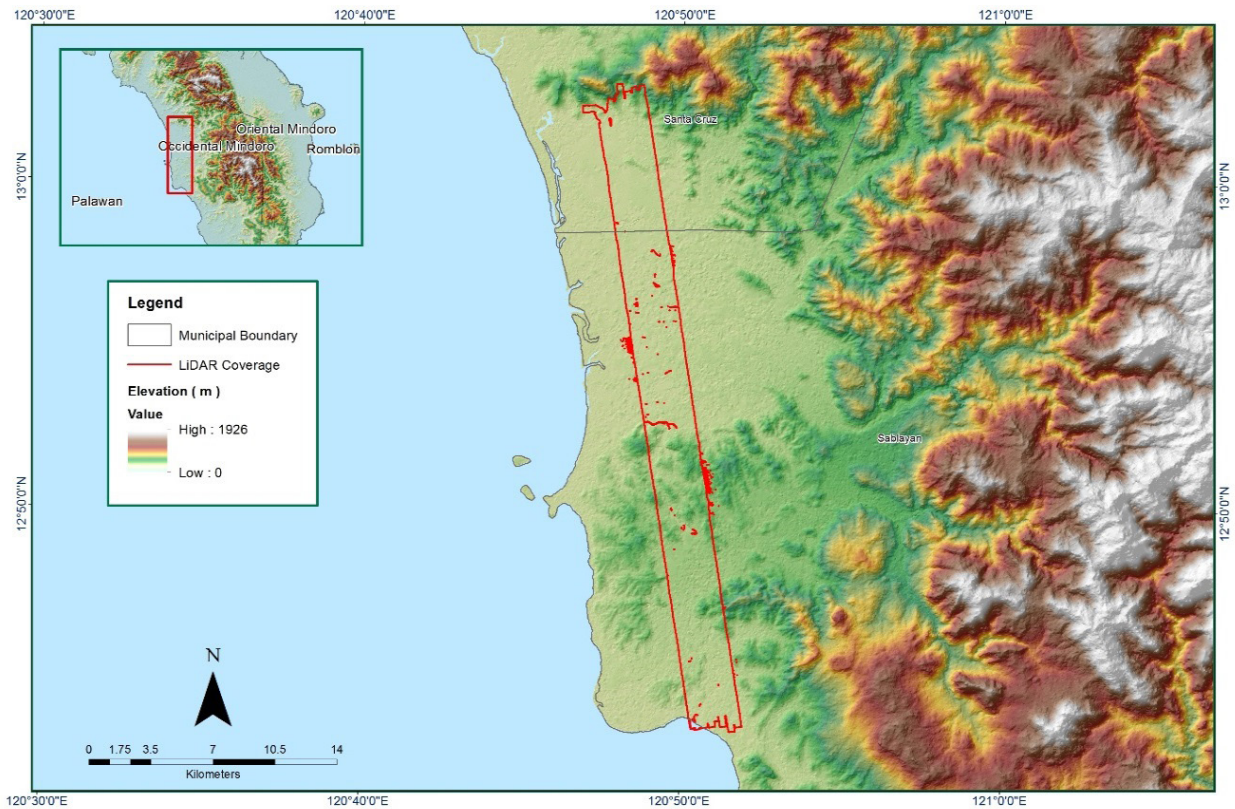 120°30'0"E
120°40'0"E
120°50'0"E
121°0'0"E
Oriental Mindoro
Occidental Mindoro
Romblon
Palawan
Santa Cruz
13°0'0"N
13°0'0"N
Legend
Municipal Boundary
LiDAR Coverage
Elevation ( m )
Value
High : 1926
Low : 0
Sablayan
12°50'0"N
12°50'0"N
N
0 1.75 3.5 7 10.5 14
Kilometers
120°30'0"E
120°40'0"E
120°50'0"E
121°0'0"E